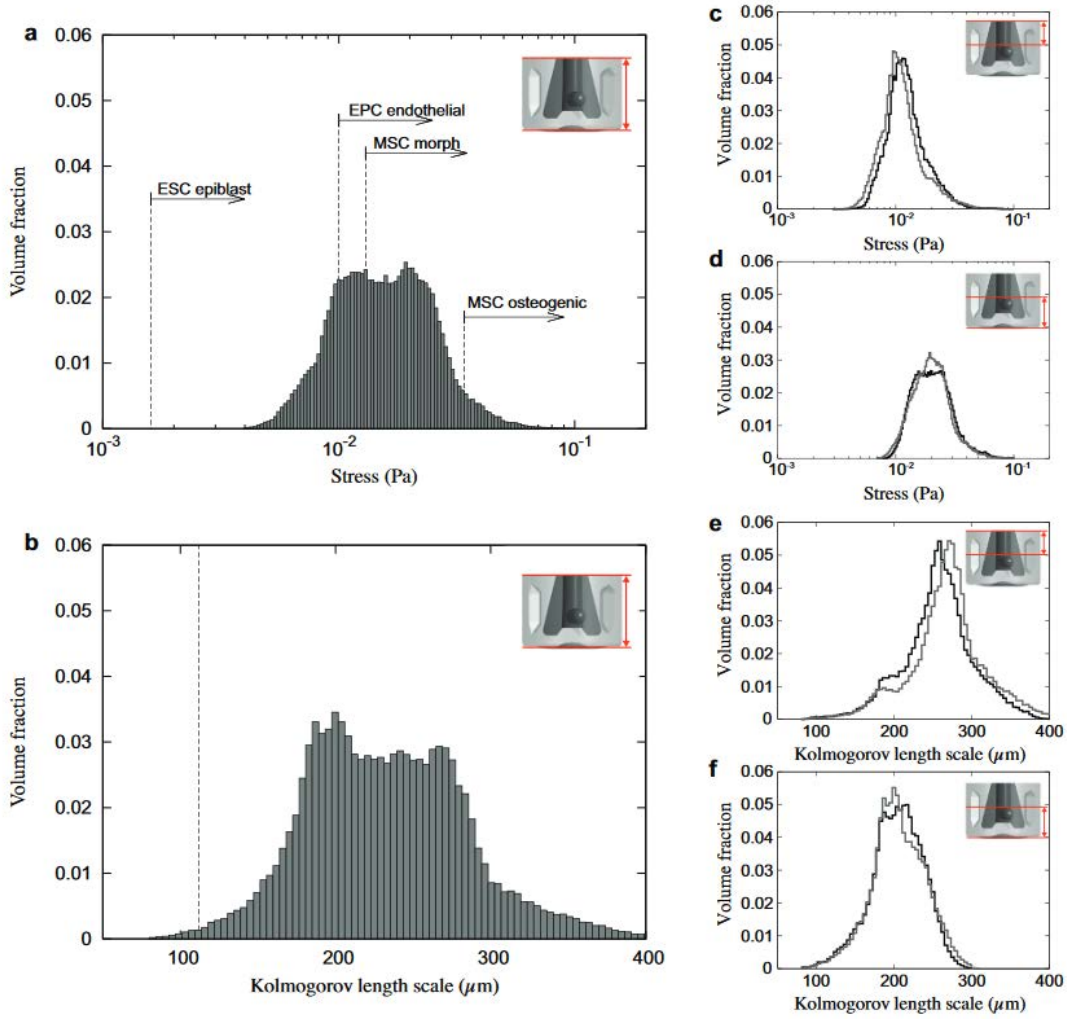 a
0.06
0.05
0.04
0.03
0.02
0.01
0
Volume fraction
EPC endothelial
MSC morph
ESC epiblast
MSC osteogenic
10-3
10-2
10-1
Stress (Pa)
b
0.06
0.05
0.04
0.03
0.02
0.01
0
Volume fraction
100
200
300
400
Kolmogorov length scale (μm)
c
0.06
0.05
0.04
0.03
0.02
0.01
0
Volume fraction
10-3
10-2
10-1
Stress (Pa)
d
0.06
0.05
0.04
0.03
0.02
0.01
0
Volume fraction
10-3
10-2
10-1
Stress (Pa)
e
0.06
0.05
0.04
0.03
0.02
0.01
0
Volume fraction
100
200
300
400
Kolmogorov length scale (μm)
f
0.06
0.05
0.04
0.03
0.02
0.01
0
Volume fraction
100
200
300
400
Kolmogorov length scale (μm)